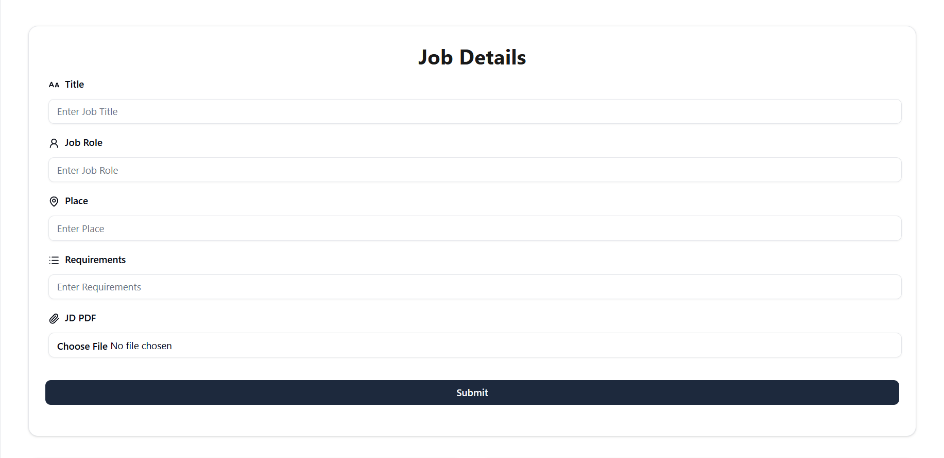 Job Details
AA Title
Enter Job Title
Job Role
Enter Job Role
Place
Enter Place
Requirements
Enter Requirements
JD PDF
Choose File No file chosen
Submit